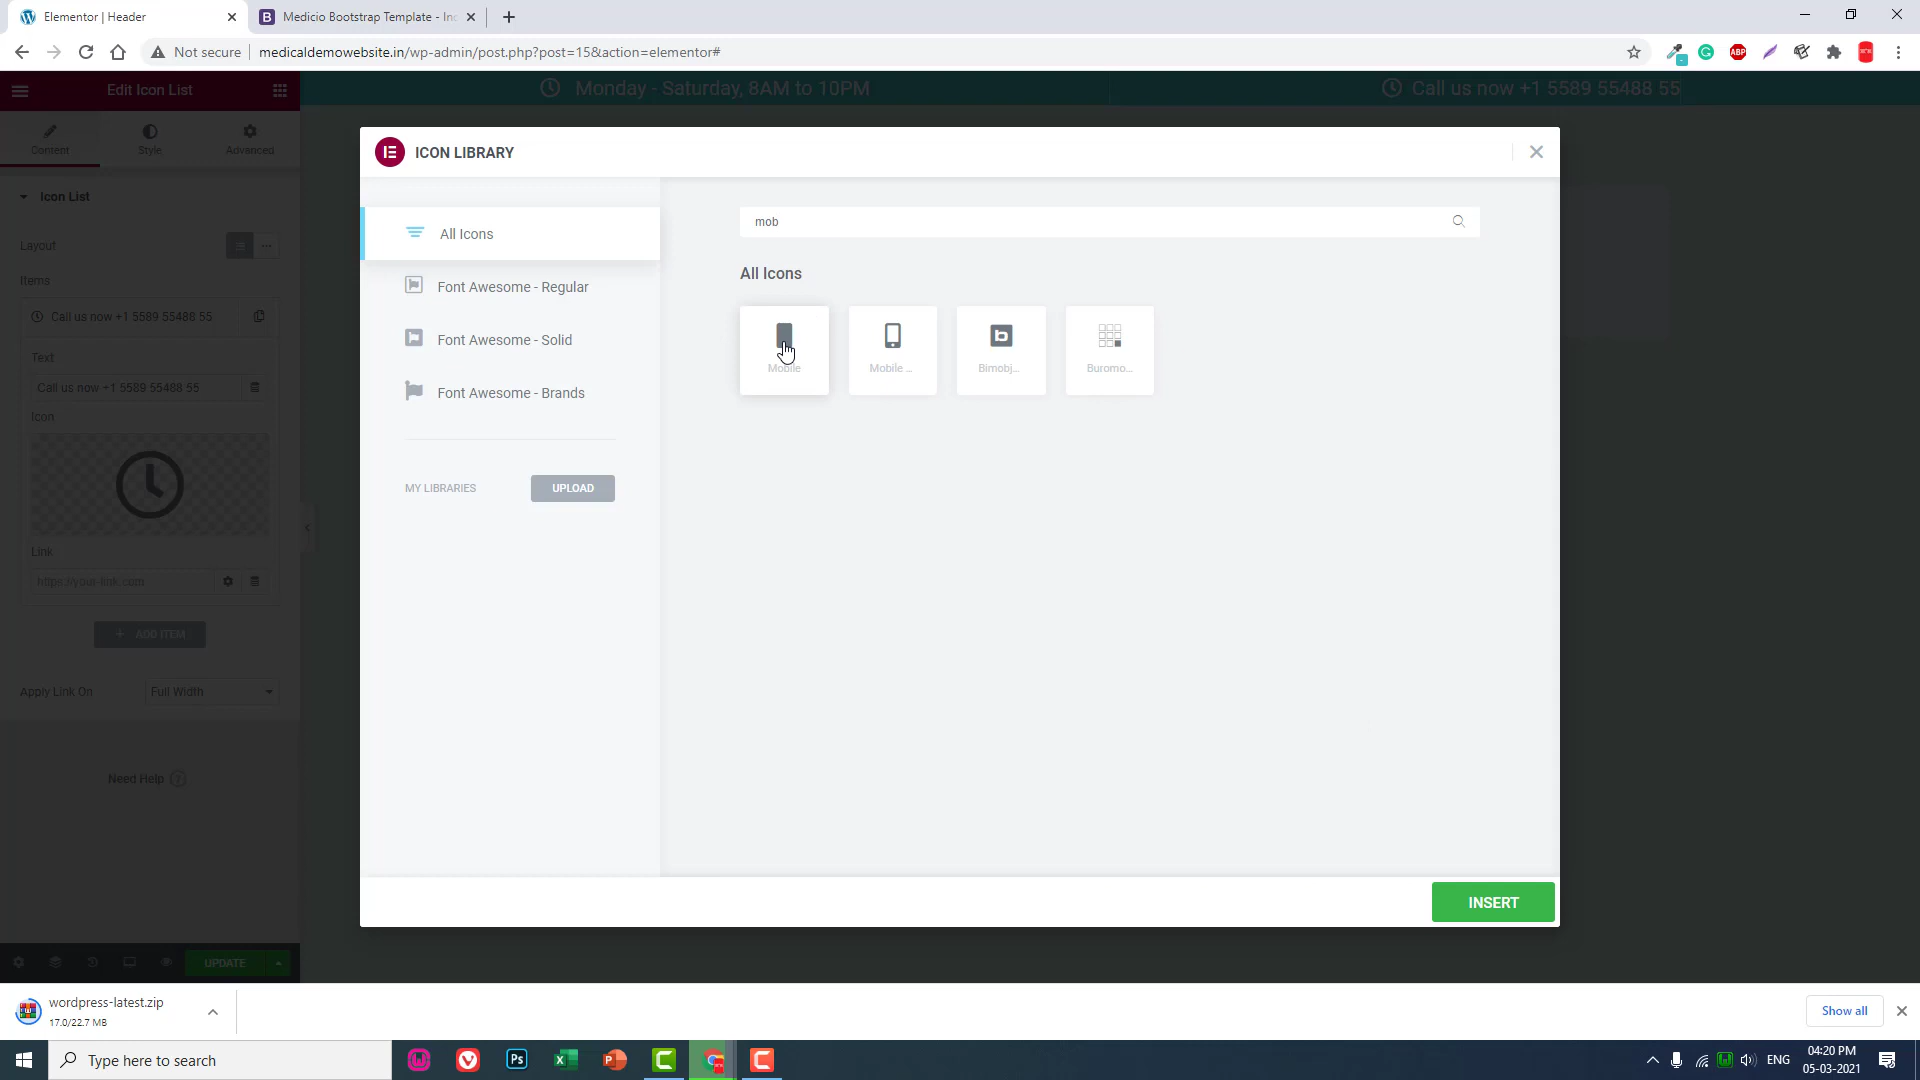 Elementor | Header
Medicio Bootstrap Template - Inc
Not secure
medicaldemowebsite.in/wp-admin/post.php?post=15&action=elementor#
ABP
Edit Icon List
Monday - Saturday, 8AM to 10PM
Call us now +1 5589 55488 55
Content
Style
Advanced
ICON LIBRARY
Icon List
Layout
Items
Call us now +1 5589 55488 55
Text
Call us now +1 5589 55488 55
Icon
Link
https://your-link.com
ADD ITEM
Apply Link On
Full Width
Need Help
UPDATE
All Icons
Font Awesome - Regular
Font Awesome - Solid
Font Awesome - Brands
MY LIBRARIES
UPLOAD
mob
All Icons
Mobile
Mobile ...
Bimobj...
Buromo...
INSERT
wordpress-latest.zip
17.0/22.7 MB
Show all
Type here to search
Ps
ENG
04:20 PM
05-03-2021